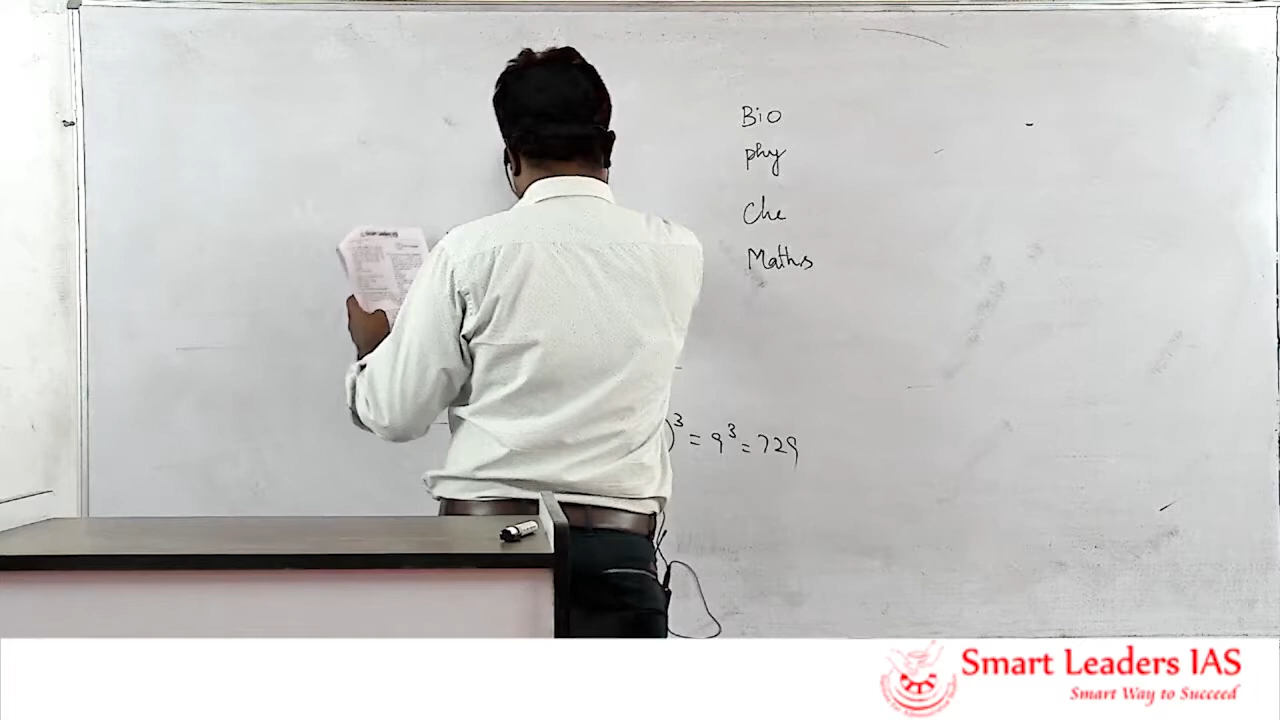 Bio
phy
Che
Maths
)³ = 9³ = 729
Smart Leaders IAS
Smart Way to Succeed